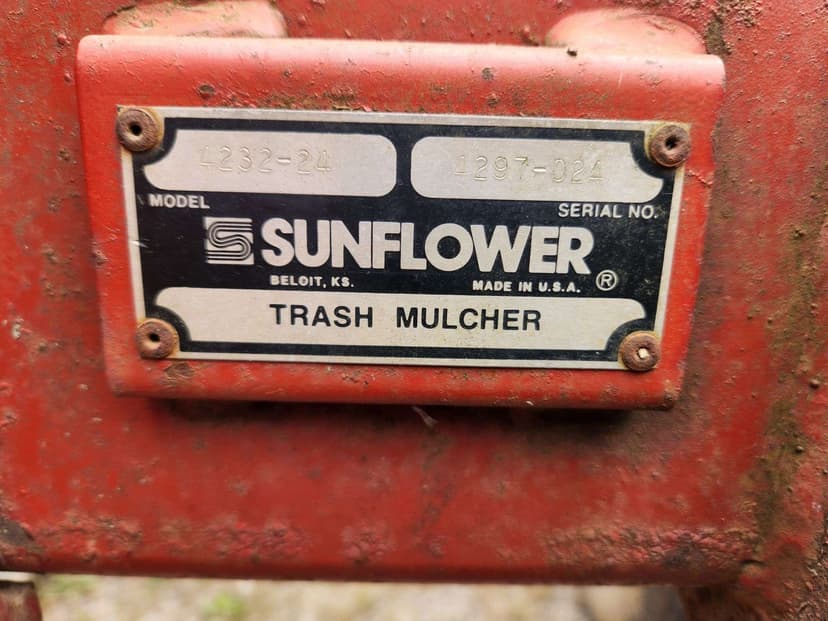 4232-24 4297-024
MODEL SERIAL NO.
SUNFLOWER
BELOIT, KS. MADE IN U.S.A. ®
TRASH MULCHER